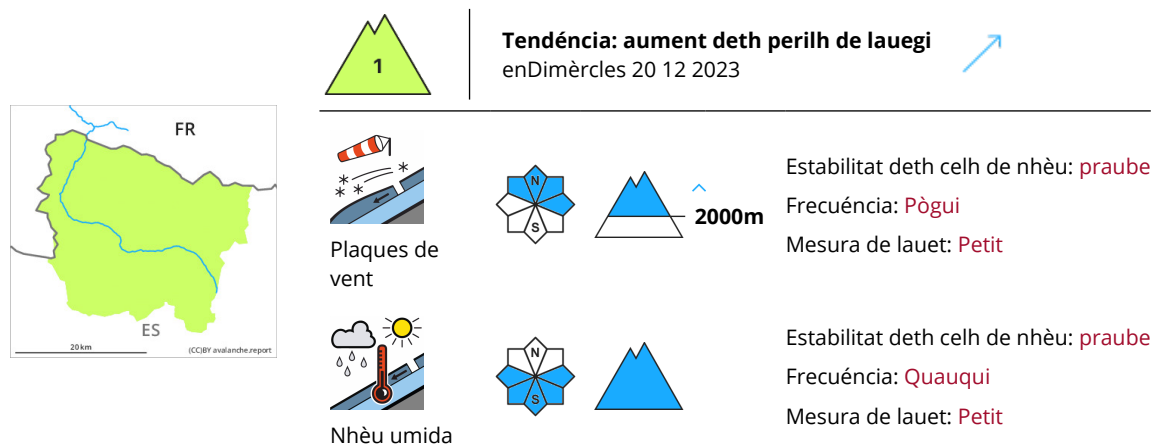 1
Tendéncia: aument deth perilh de lauegi
enDimèrcles 20 12 2023
FR
ES
20 km
(CC)BY avalanche.report
N
S
2000m
Plaques de
vent
Estabilitat deth celh de nhèu: praube
Frecuéncia: Pògui
Mesura de lauet: Petit
N
S
Nhèu umida
Estabilitat deth celh de nhèu: praube
Frecuéncia: Quauqui
Mesura de lauet: Petit